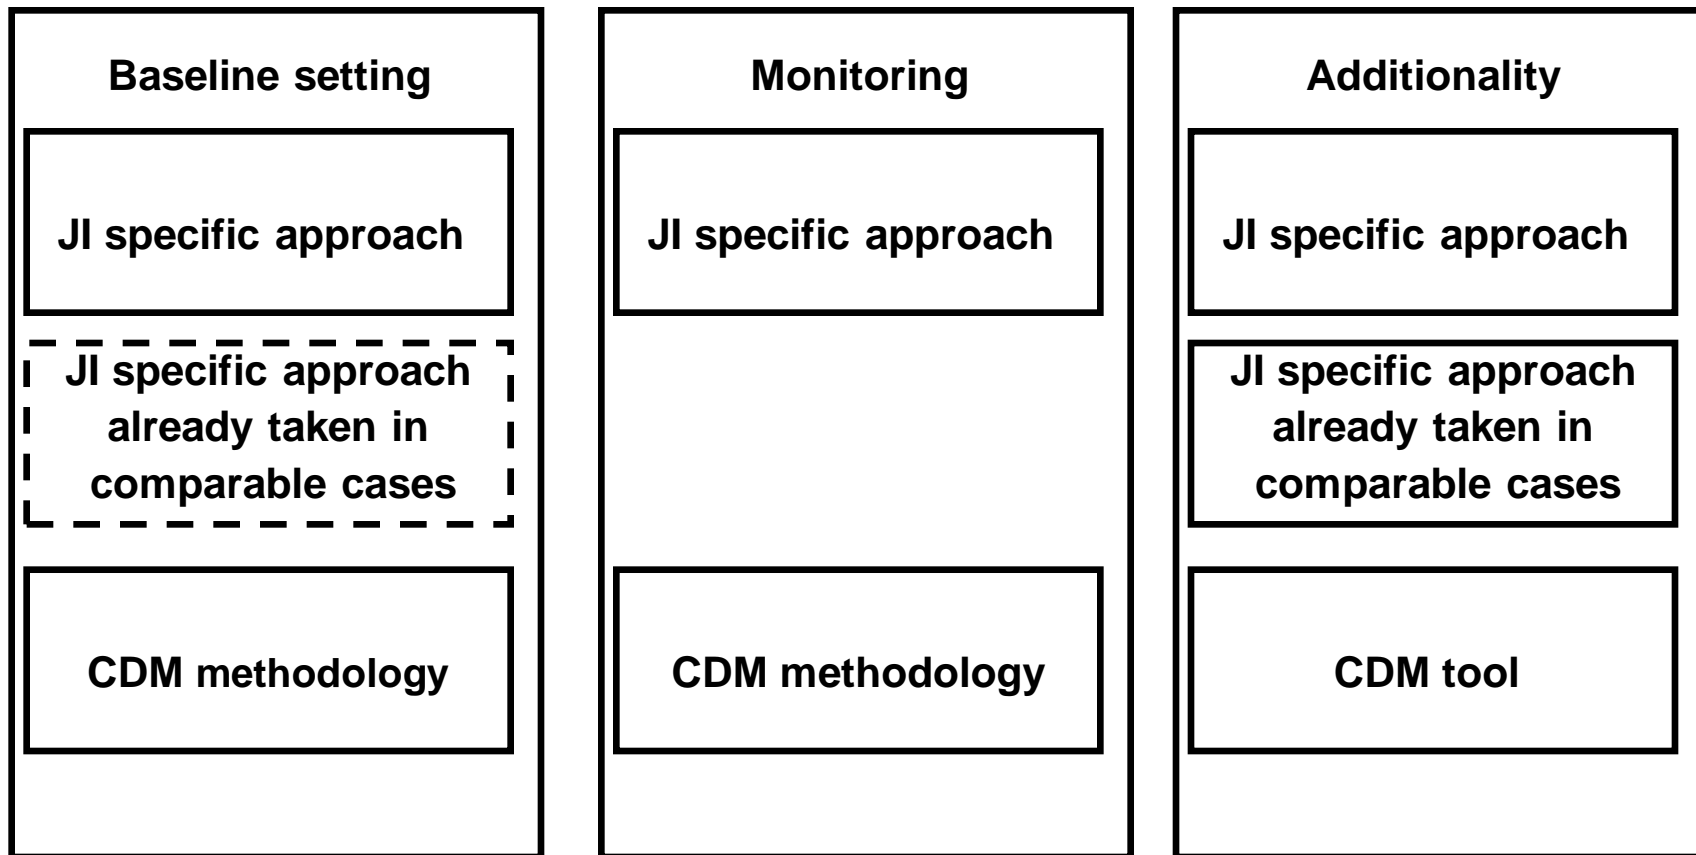 Baseline setting
JI specific approach
JI specific approach
already taken in
comparable cases
CDM methodology
Monitoring
JI specific approach
CDM methodology
Additionality
JI specific approach
JI specific approach
already taken in
comparable cases
CDM tool